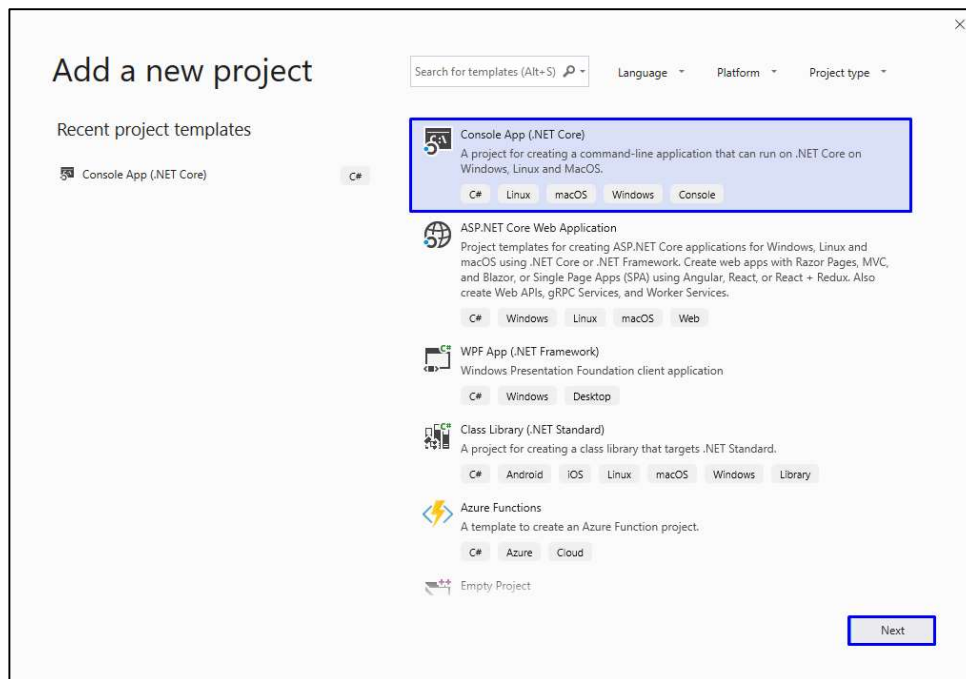 Add a new project
Search for templates (Alt+S)
Language
Platform
Project type
Recent project templates
Console App (.NET Core)
C#
Console App (.NET Core)
A project for creating a command-line application that can run on .NET Core on
Windows, Linux and MacOS.
C# Linux macOS Windows Console
ASP.NET Core Web Application
Project templates for creating ASP.NET Core applications for Windows, Linux and
macOS using .NET Core or .NET Framework. Create web apps with Razor Pages, MVC,
and Blazor, or Single Page Apps (SPA) using Angular, React, or React + Redux. Also
create Web APIs, gRPC Services, and Worker Services.
C# Windows Linux macOS Web
WPF App (.NET Framework)
Windows Presentation Foundation client application
C# Windows Desktop
Class Library (.NET Standard)
A project for creating a class library that targets .NET Standard.
C# Android iOS Linux macOS Windows Library
Azure Functions
A template to create an Azure Function project.
C# Azure Cloud
Empty Project
Next